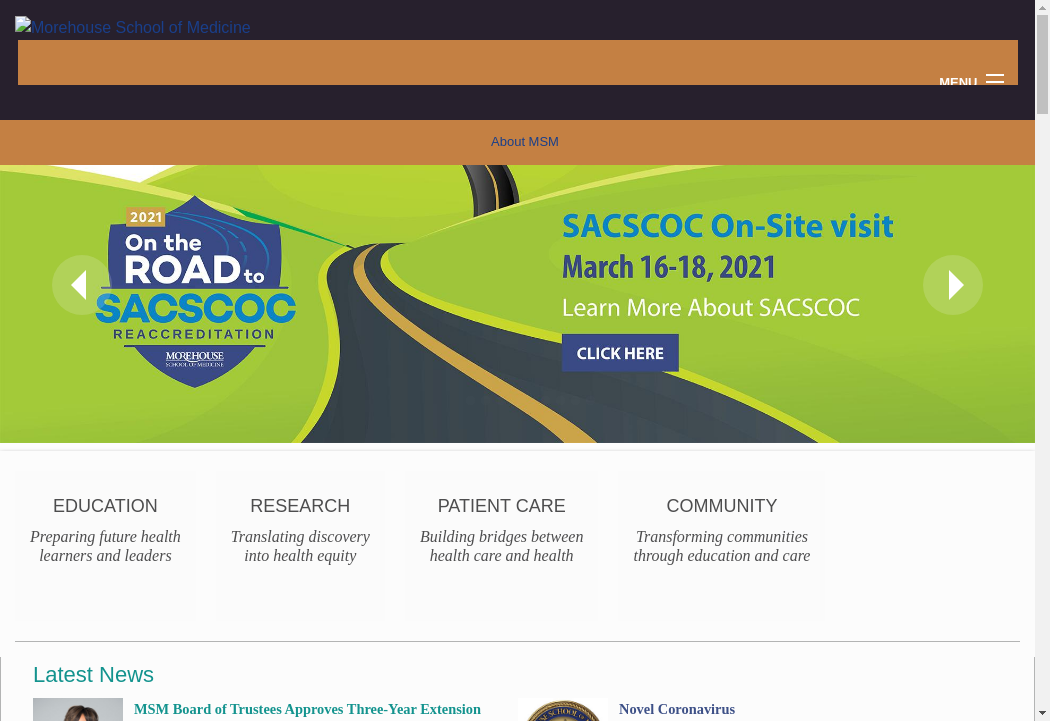 Morehouse School of Medicine
MENU
About MSM
2021
On the
ROAD to
SACSCOC
REACCREDITATION
MOREHOUSE
SCHOOL OF MEDICINE
SACSCOC On-Site visit
March 16-18, 2021
Learn More About SACSCOC
CLICK HERE
EDUCATION
Preparing future health
learners and leaders
RESEARCH
Translating discovery
into health equity
PATIENT CARE
Building bridges between
health care and health
COMMUNITY
Transforming communities
through education and care
Latest News
MSM Board of Trustees Approves Three-Year Extension
Novel Coronavirus